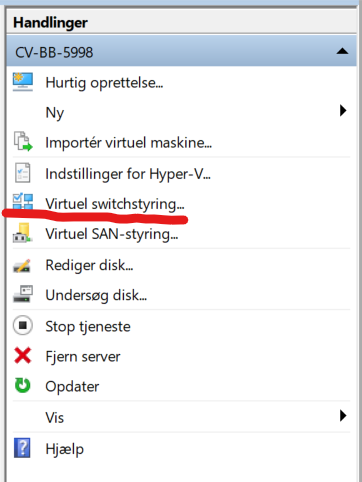 Handlinger
CV-BB-5998
Hurtig oprettelse...
Ny
Importér virtuel maskine...
Indstillinger for Hyper-V...
Virtuel switchstyring...
Virtuel SAN-styring...
Rediger disk...
Undersøg disk...
Stop tjeneste
Fjern server
Opdater
Vis
Hjælp